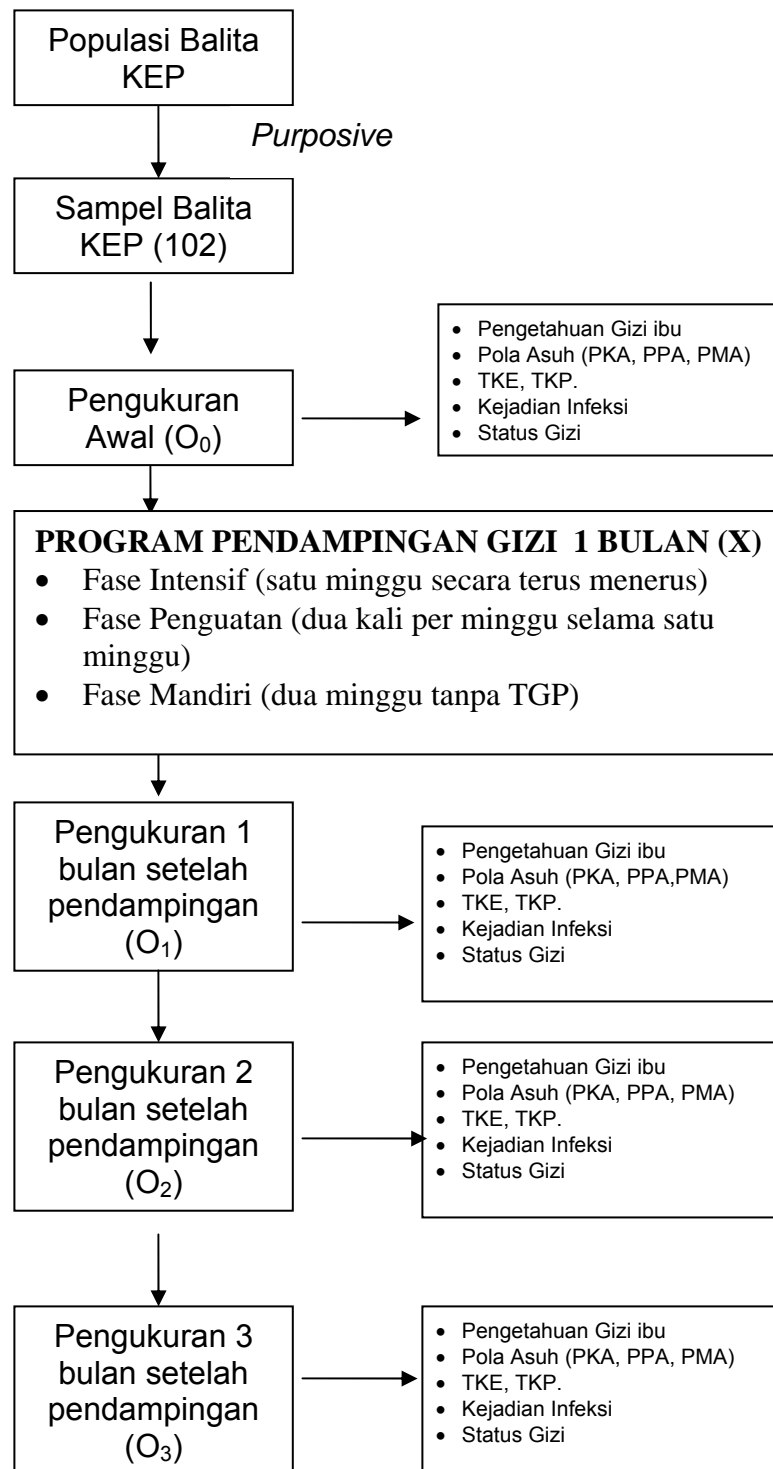 Populasi Balita
KEP
Purposive
Sampel Balita
KEP (102)
Pengukuran
Awal (O₀)
• Pengetahuan Gizi ibu
• Pola Asuh (PKA, PPA, PMA)
• TKE, TKP.
• Kejadian Infeksi
• Status Gizi
PROGRAM PENDAMPINGAN GIZI 1 BULAN (X)
• Fase Intensif (satu minggu secara terus menerus)
• Fase Penguatan (dua kali per minggu selama satu
minggu)
• Fase Mandiri (dua minggu tanpa TGP)
Pengukuran 1
bulan setelah
pendampingan
(O₁)
• Pengetahuan Gizi ibu
• Pola Asuh (PKA, PPA,PMA)
• TKE, TKP.
• Kejadian Infeksi
• Status Gizi
Pengukuran 2
bulan setelah
pendampingan
(O₂)
• Pengetahuan Gizi ibu
• Pola Asuh (PKA, PPA, PMA)
• TKE, TKP.
• Kejadian Infeksi
• Status Gizi
Pengukuran 3
bulan setelah
pendampingan
(O₃)
• Pengetahuan Gizi ibu
• Pola Asuh (PKA, PPA, PMA)
• TKE, TKP.
• Kejadian Infeksi
• Status Gizi